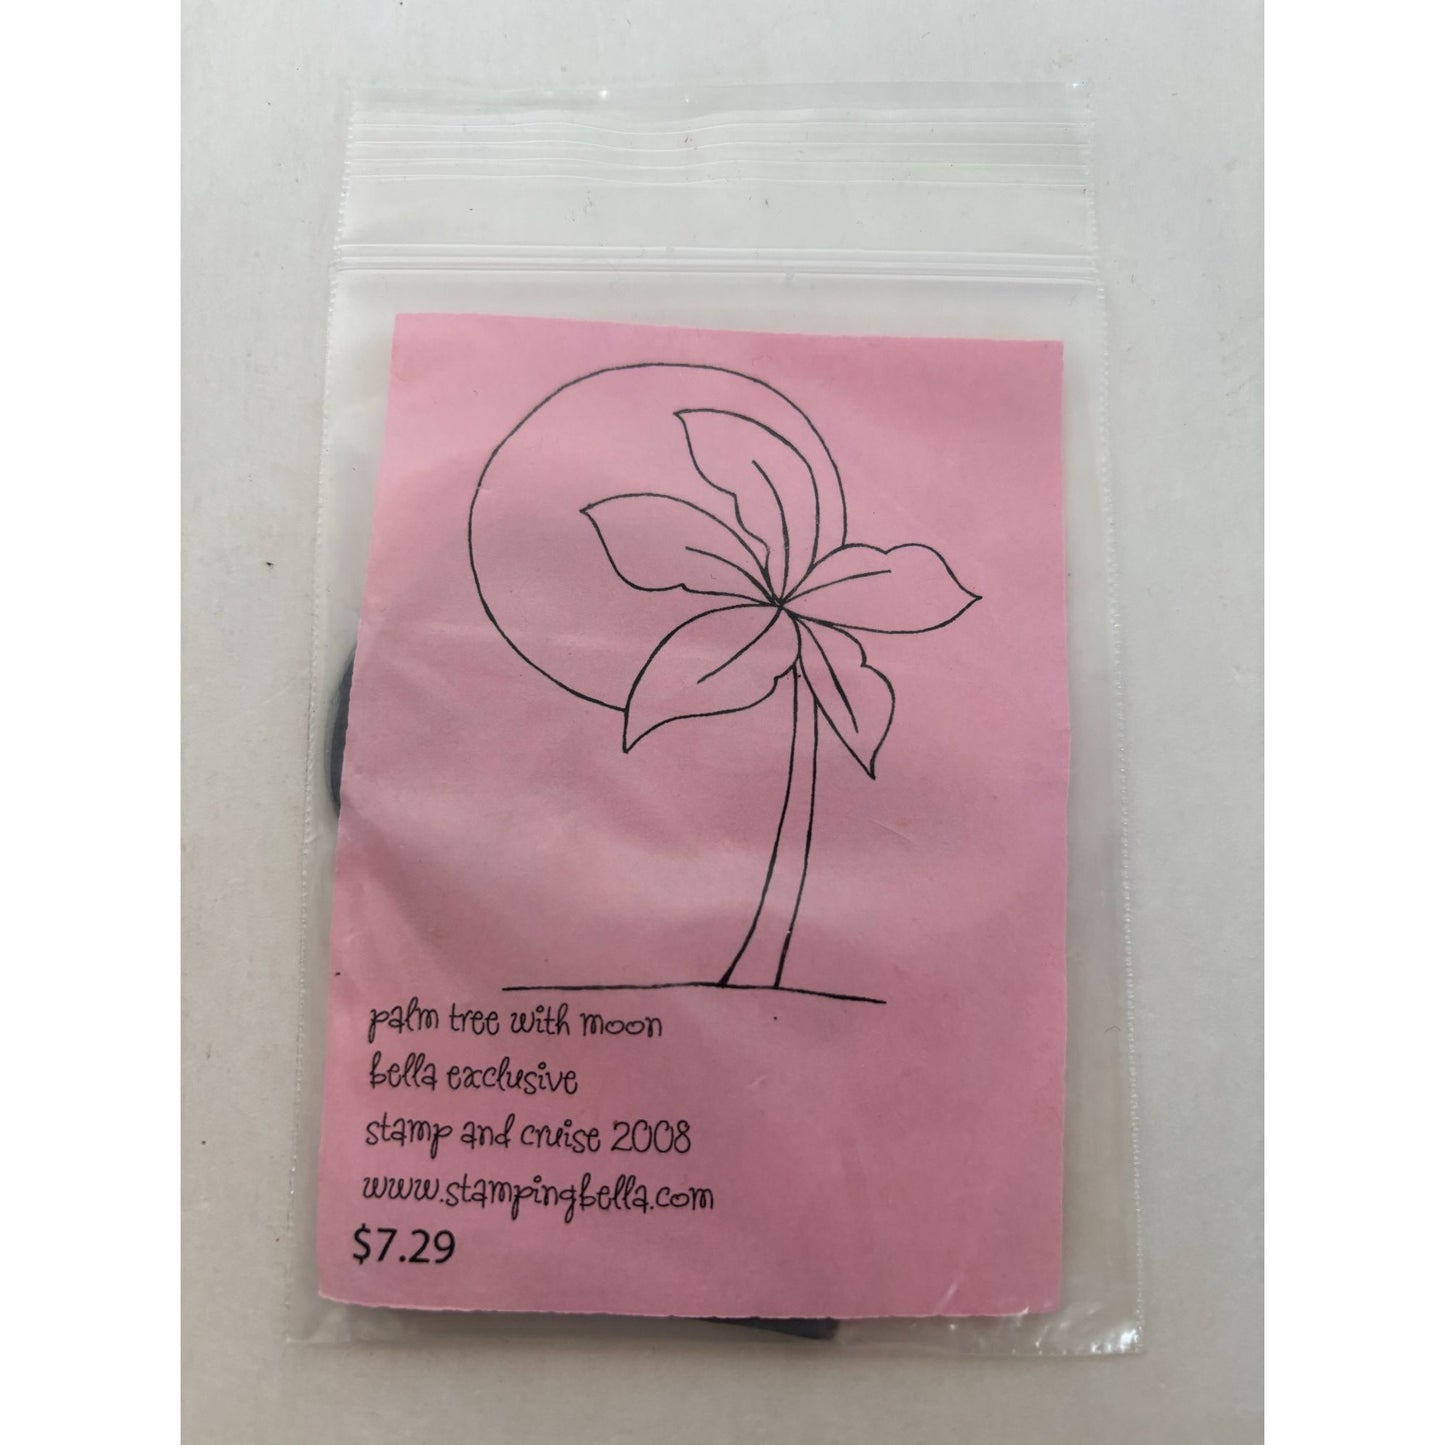 palm tree with moon
bella exclusive
stamp and cruise 2008
www.stampingbella.com
$7.29